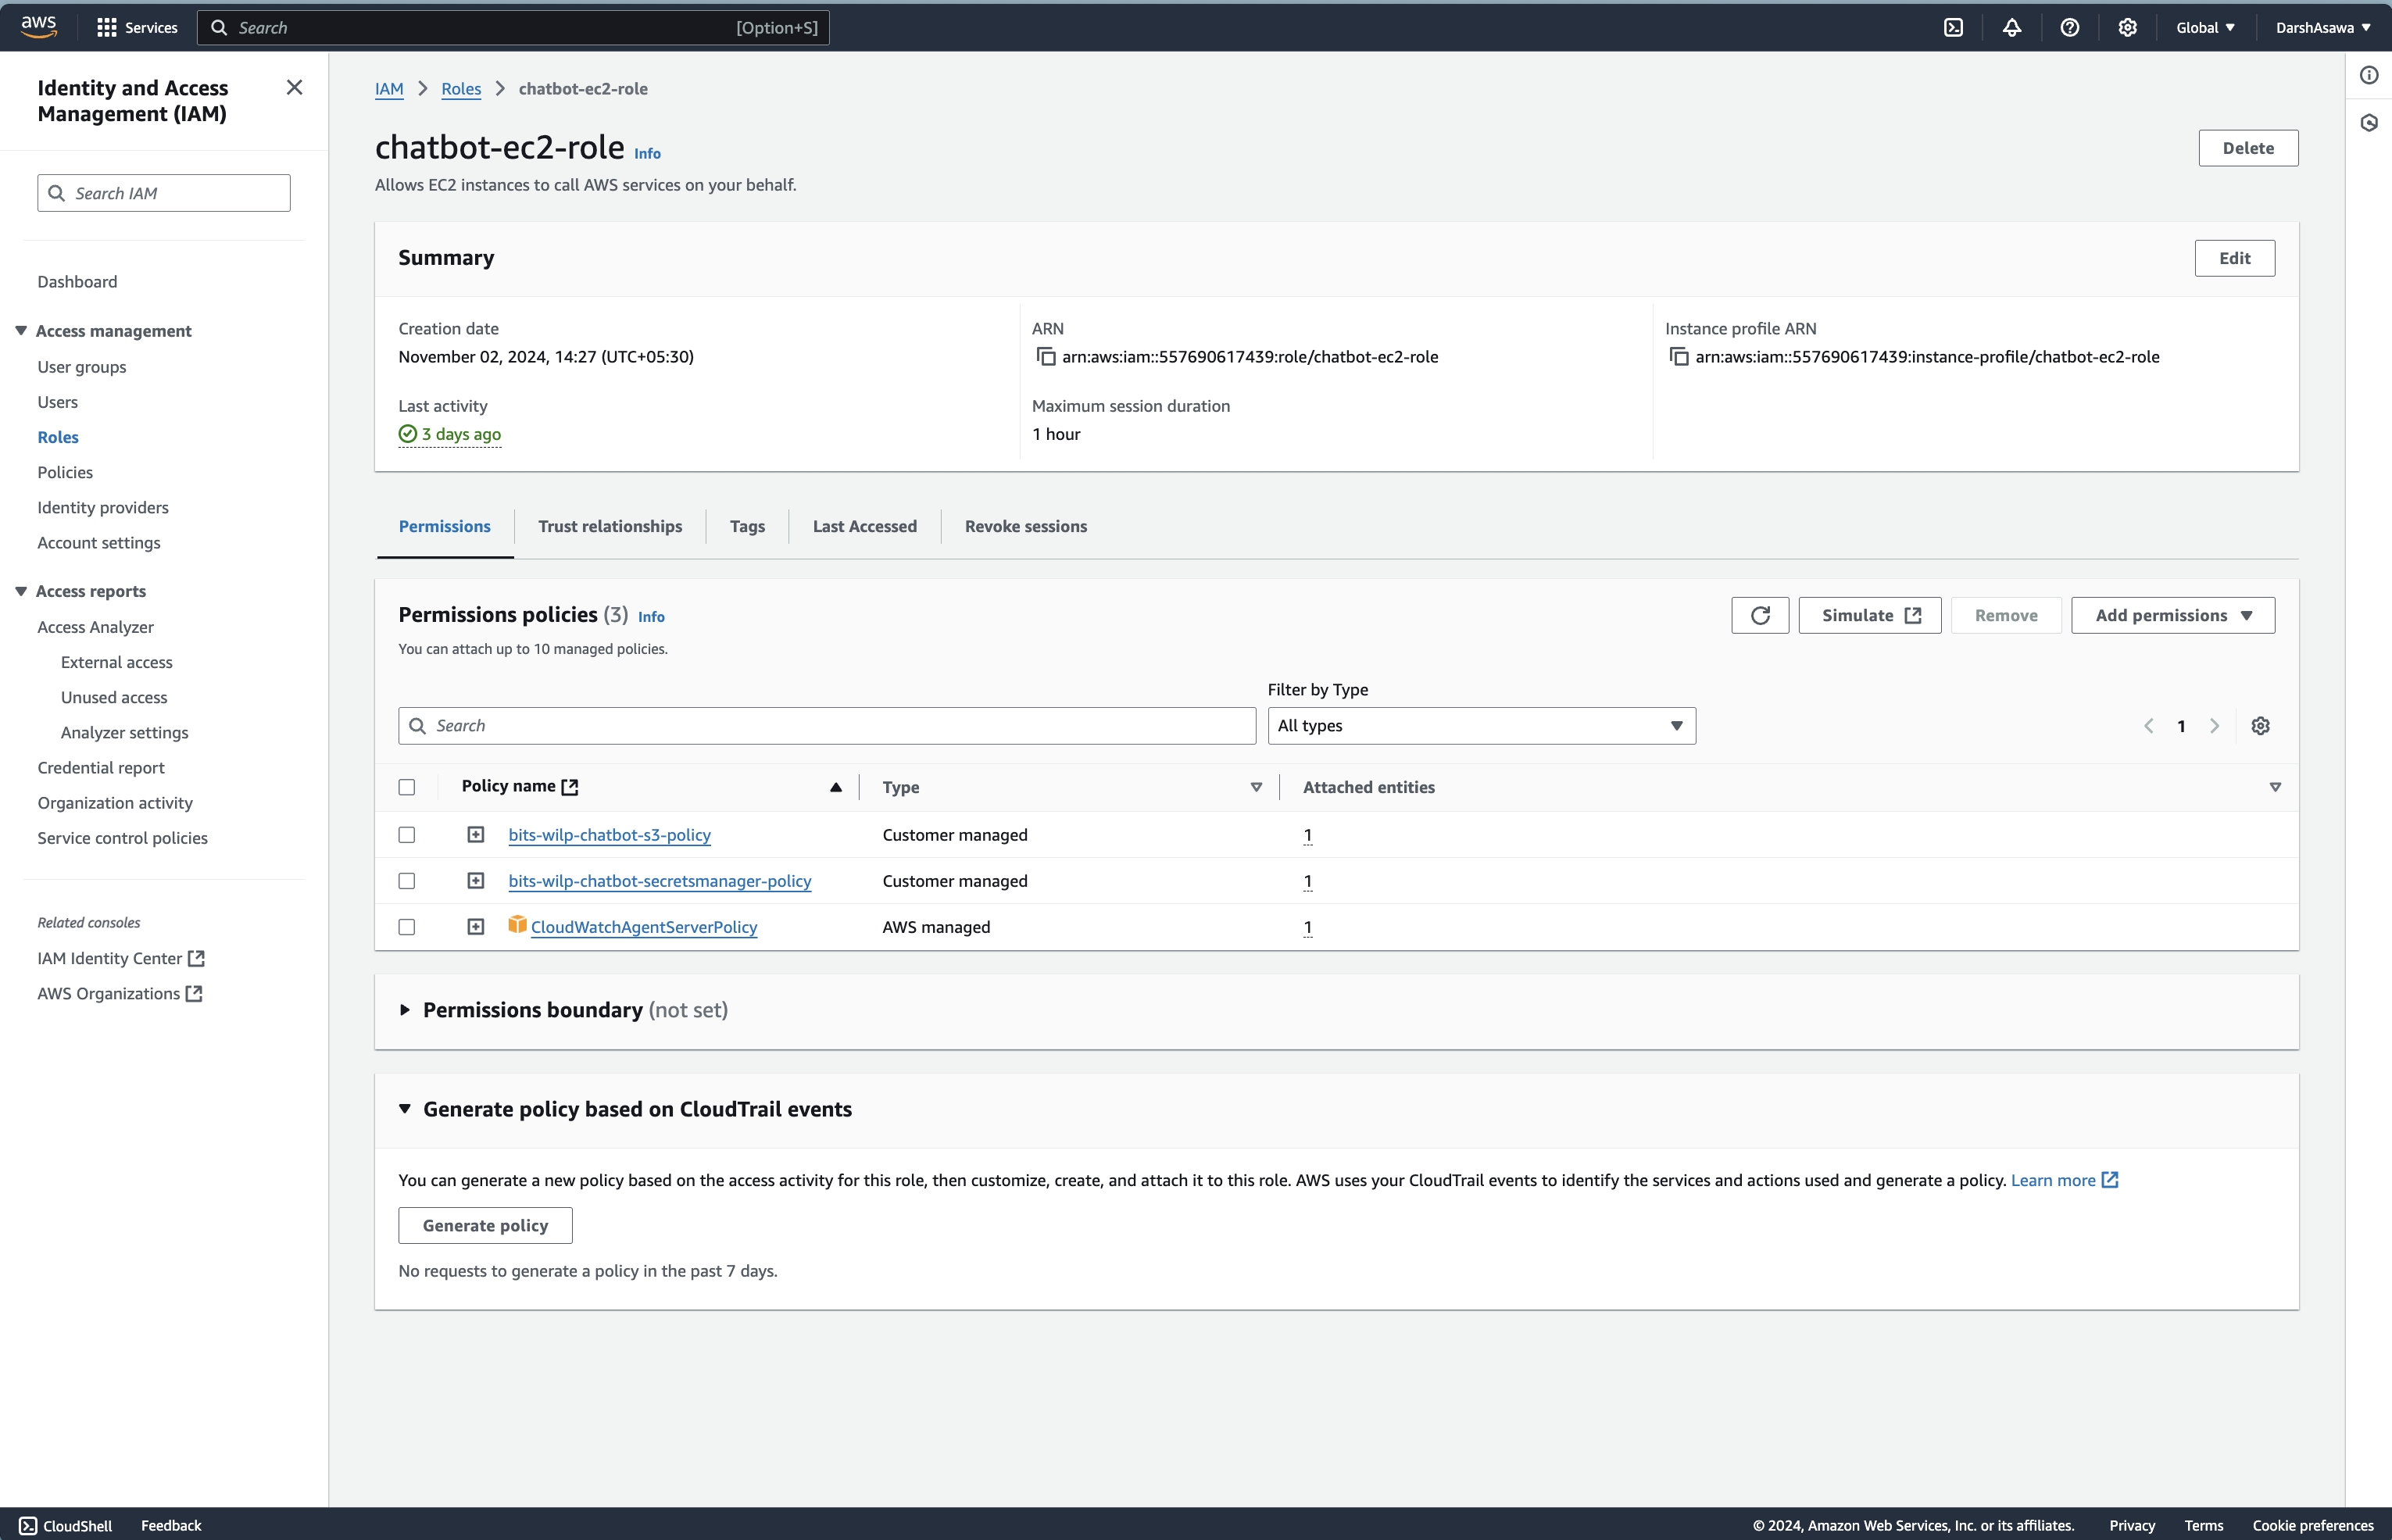 aws
Services
Search
[Option+S]
Global
DarshAsawa
Identity and Access
Management (IAM)
Search IAM
Dashboard
Access management
User groups
Users
Roles
Policies
Identity providers
Account settings
Access reports
Access Analyzer
External access
Unused access
Analyzer settings
Credential report
Organization activity
Service control policies
Related consoles
IAM Identity Center
AWS Organizations
IAM > Roles > chatbot-ec2-role
chatbot-ec2-role Info
Delete
Allows EC2 instances to call AWS services on your behalf.
Summary
Edit
Creation date
November 02, 2024, 14:27 (UTC+05:30)
ARN
arn:aws:iam::557690617439:role/chatbot-ec2-role
Instance profile ARN
arn:aws:iam::557690617439:instance-profile/chatbot-ec2-role
Last activity
3 days ago
Maximum session duration
1 hour
Permissions
Trust relationships
Tags
Last Accessed
Revoke sessions
Permissions policies (3) Info
Simulate
Remove
Add permissions
You can attach up to 10 managed policies.
Filter by Type
Search
All types
1
Policy name
Type
Attached entities
bits-wilp-chatbot-s3-policy
Customer managed
1
bits-wilp-chatbot-secretsmanager-policy
Customer managed
1
CloudWatchAgentServerPolicy
AWS managed
1
Permissions boundary (not set)
Generate policy based on CloudTrail events
You can generate a new policy based on the access activity for this role, then customize, create, and attach it to this role. AWS uses your CloudTrail events to identify the services and actions used and generate a policy. Learn more
Generate policy
No requests to generate a policy in the past 7 days.
CloudShell
Feedback
© 2024, Amazon Web Services, Inc. or its affiliates.
Privacy
Terms
Cookie preferences